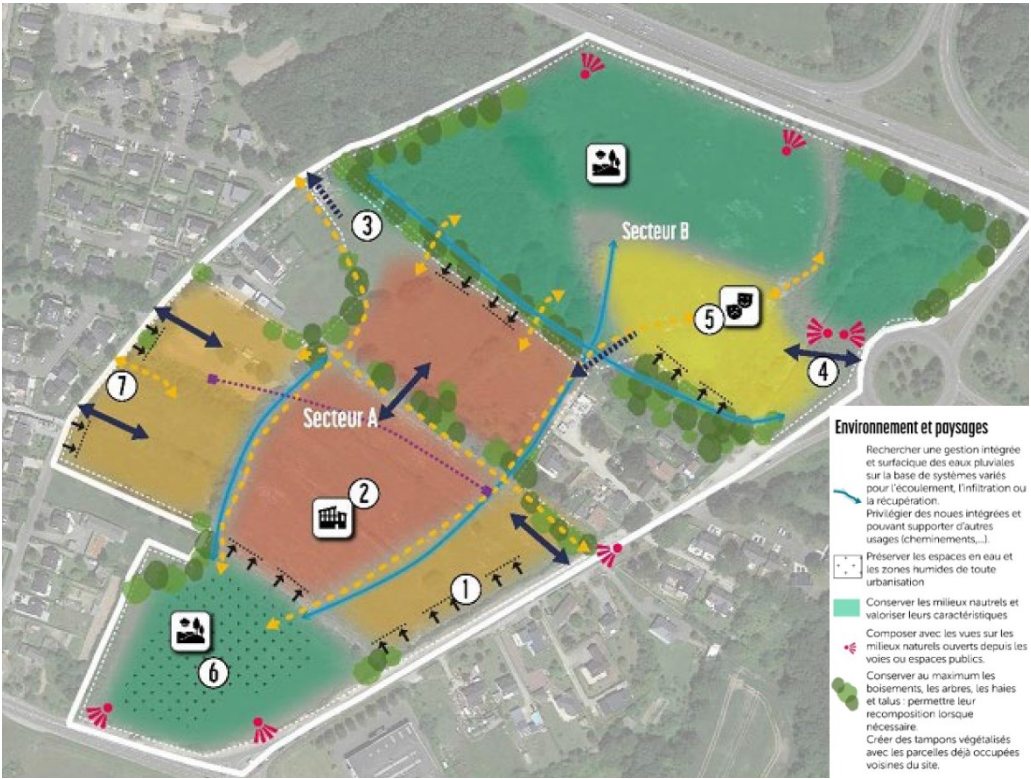 3
Secteur B
5
4
7
Secteur A
2
1
6
Environnement et paysages
Rechercher une gestion intégrée
et surfacique des eaux pluviales
sur la base de systèmes variés
pour l'écoulement, l'infiltration ou
la récupération.
Privilégier des noues intégrées et
pouvant supporter d'autres
usages (cheminements,...).
Préserver les espaces en eau et
les zones humides de toute
urbanisation
Conserver les milieux nautrels et
valoriser leurs caractéristiques
Composer avec les vues sur les
milieux naturels ouverts depuis les
voies ou espaces publics.
Conserver au maximum les
boisements, les arbres, les haies
et talus : permettre leur
recomposition lorsque
nécessaire.
Créer des tampons végétalisés
avec les parcelles déjà occupées
voisines du site.